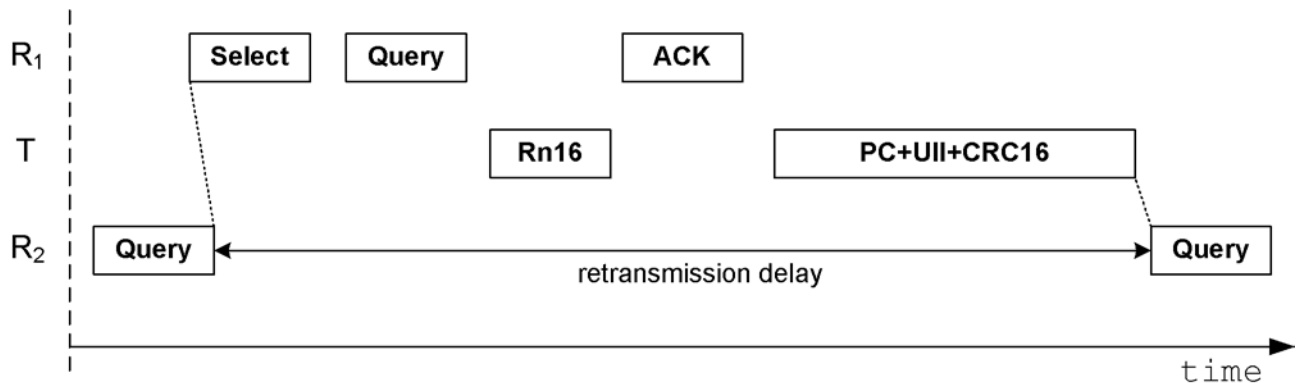 R₁ Select Query ACK
T Rn16 PC+UII+CRC16
R₂ Query Query
retransmission delay
time